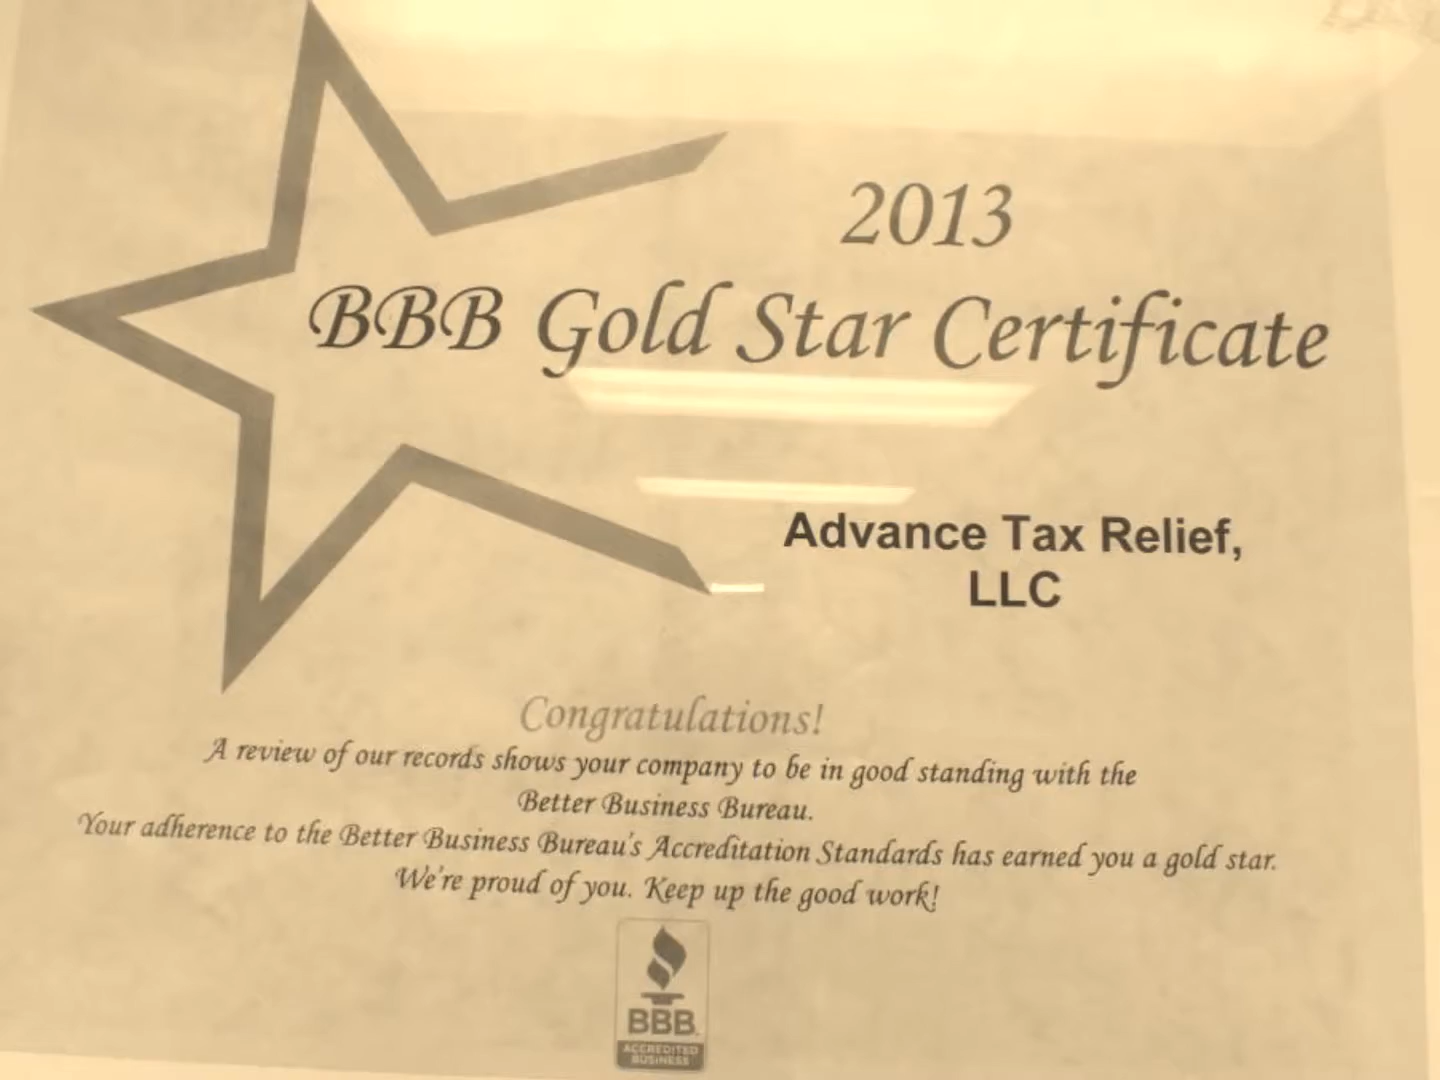 2013
BBB Gold Star Certificate
Advance Tax Relief,
LLC
Congratulations!
A review of our records shows your company to be in good standing with the
Better Business Bureau.
Your adherence to the Better Business Bureau's Accreditation Standards has earned you a gold star.
We're proud of you. Keep up the good work!
BBB.
ACCREDITED
BUSINESS